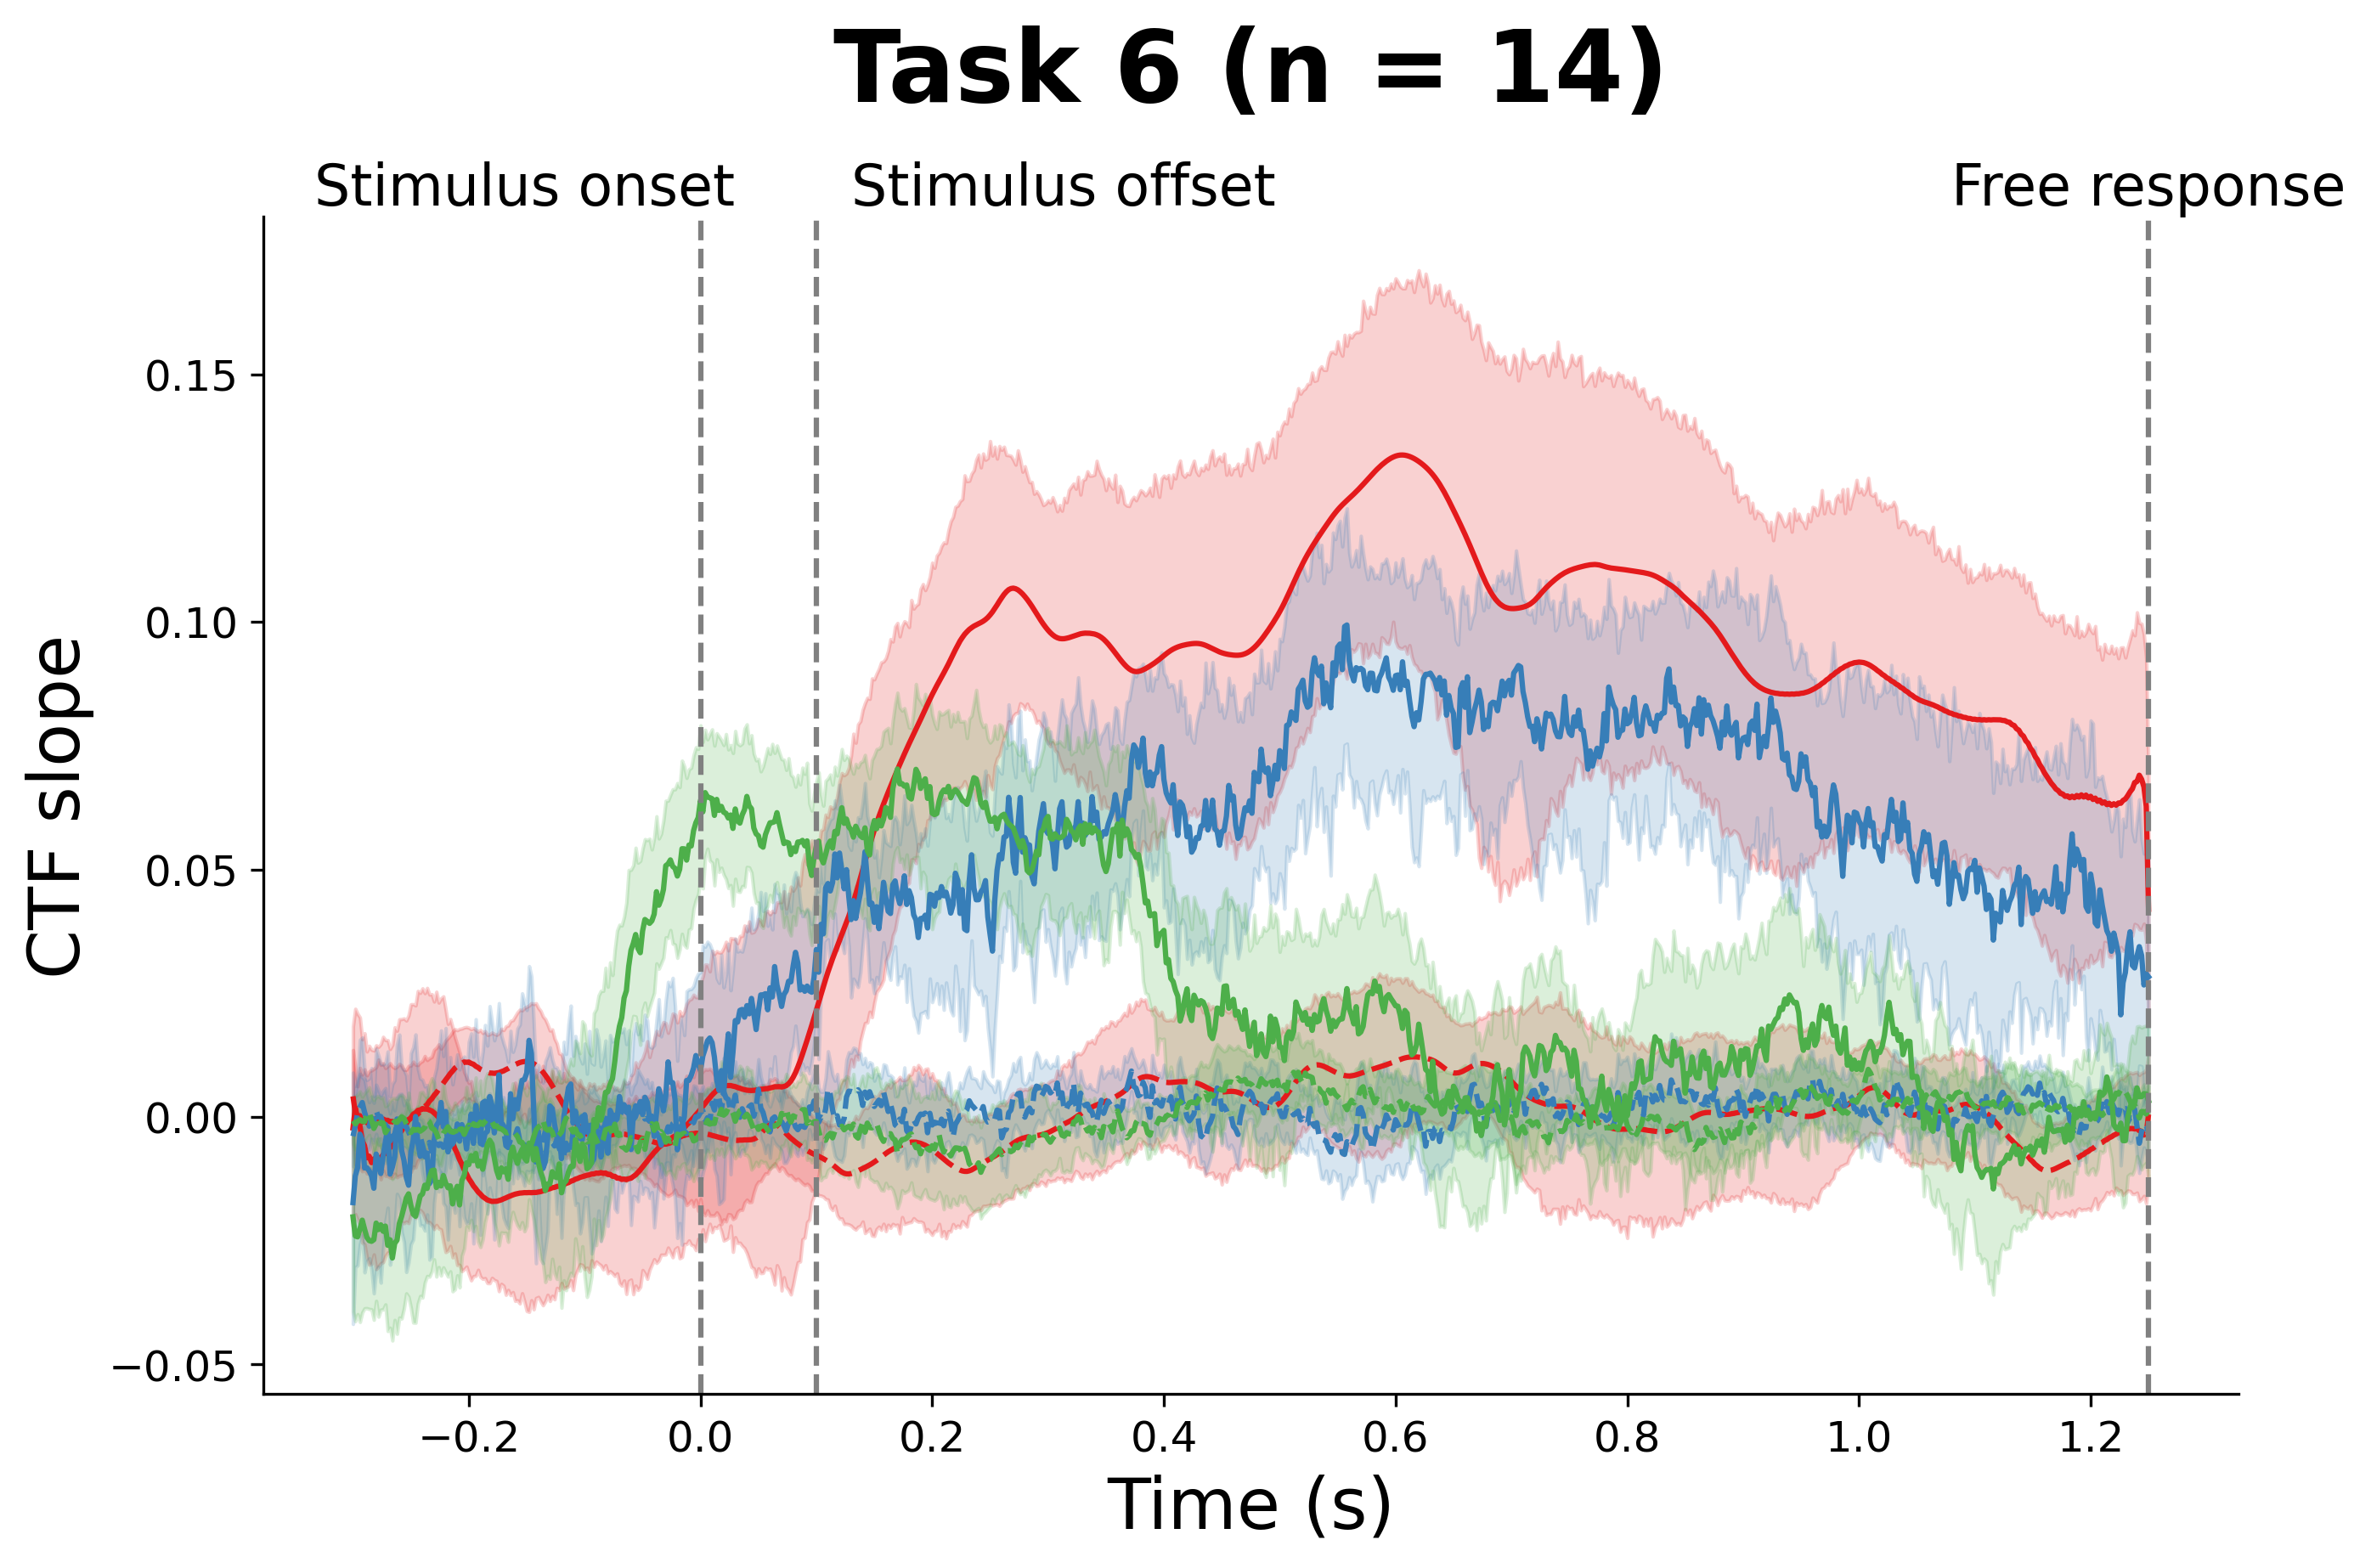 Task 6 (n = 14)
Stimulus onset
Stimulus offset
Free response
CTF slope
0.15
0.10
0.05
0.00
−0.05
−0.2
0.0
0.2
0.4
0.6
0.8
1.0
1.2
Time (s)